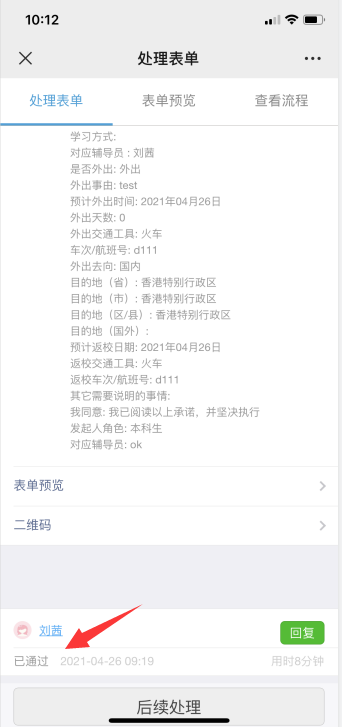 10:12
处理表单
处理表单 表单预览 查看流程
学习方式:
对应辅导员 : 刘茜
是否外出: 外出
外出事由: test
预计外出时间: 2021年04月26日
外出天数: 0
外出交通工具: 火车
车次/航班号: d111
外出去向: 国内
目的地（省）: 香港特别行政区
目的地（市）: 香港特别行政区
目的地（区/县）: 香港特别行政区
目的地（国外）:
预计返校日期: 2021年04月26日
返校交通工具: 火车
返校车次/航班号: d111
其它需要说明的事情:
我同意: 我已阅读以上承诺，并坚决执行
发起人角色: 本科生
对应辅导员: ok
表单预览
二维码
刘茜 回复
已通过 2021-04-26 09:19 用时8分钟
后续处理